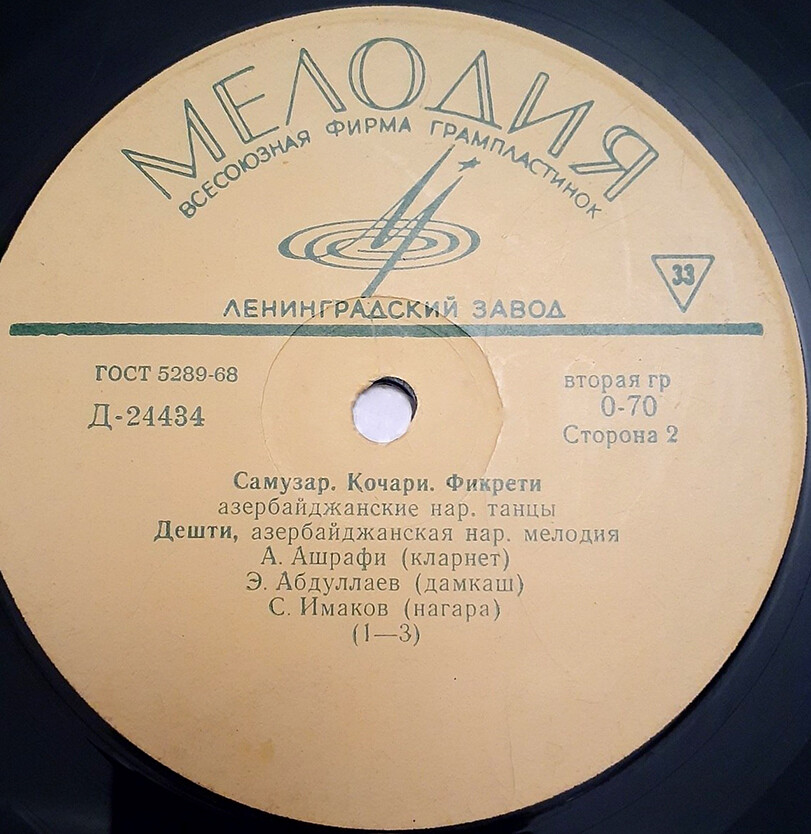 МЕЛОДИЯ
ВСЕСОЮЗНАЯ ФИРМА ГРАМПЛАСТИНОК
33
ЛЕНИНГРАДСКИЙ ЗАВОД
ГОСТ 5289-68
Д-24434
вторая гр
0-70
Сторона 2
Самузар. Кочари. Фикрети
азербайджанские нар. танцы
Дешти, азербайджанская нар. мелодия
А. Ашрафи (кларнет)
Э. Абдуллаев (дамкаш)
С. Имаков (нагара)
(1—3)